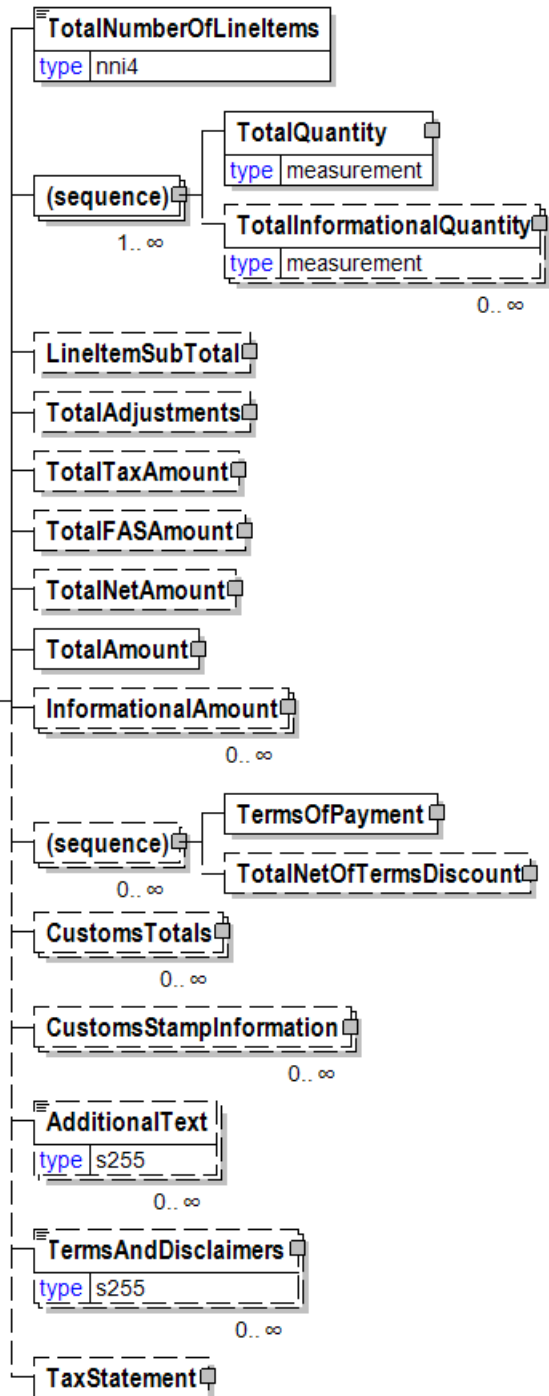 TotalNumberOfLineItems
type nni4
TotalQuantity
type measurement
(sequence)
1.. ∞
TotalInformationalQuantity
type measurement
0.. ∞
LineItemSubTotal
TotalAdjustments
TotalTaxAmount
TotalFASAmount
TotalNetAmount
TotalAmount
InformationalAmount
0.. ∞
TermsOfPayment
(sequence)
0.. ∞
TotalNetOfTermsDiscount
CustomsTotals
0.. ∞
CustomsStampInformation
0.. ∞
AdditionalText
type s255
0.. ∞
TermsAndDisclaimers
type s255
0.. ∞
TaxStatement